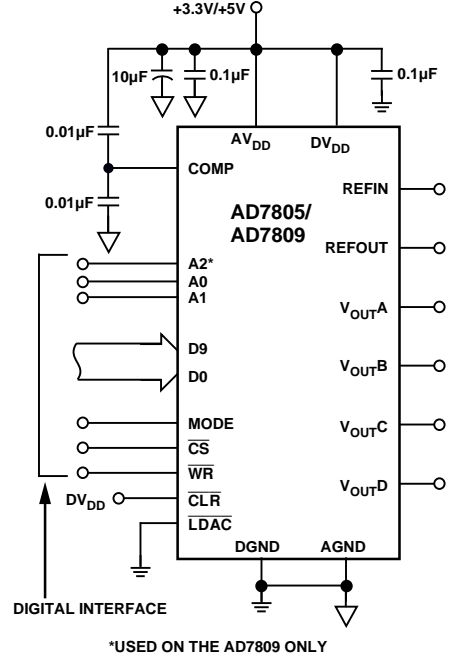 +3.3V/+5V
10µF
0.1µF
0.1µF
0.01µF
AVDD
DVDD
COMP
REFIN
0.01µF
AD7805/
AD7809
REFOUT
A2*
A0
A1
VOUTA
D9
D0
VOUTB
MODE
VOUTC
CS
WR
VOUTD
DVDD
CLR
LDAC
DGND
AGND
DIGITAL INTERFACE
*USED ON THE AD7809 ONLY